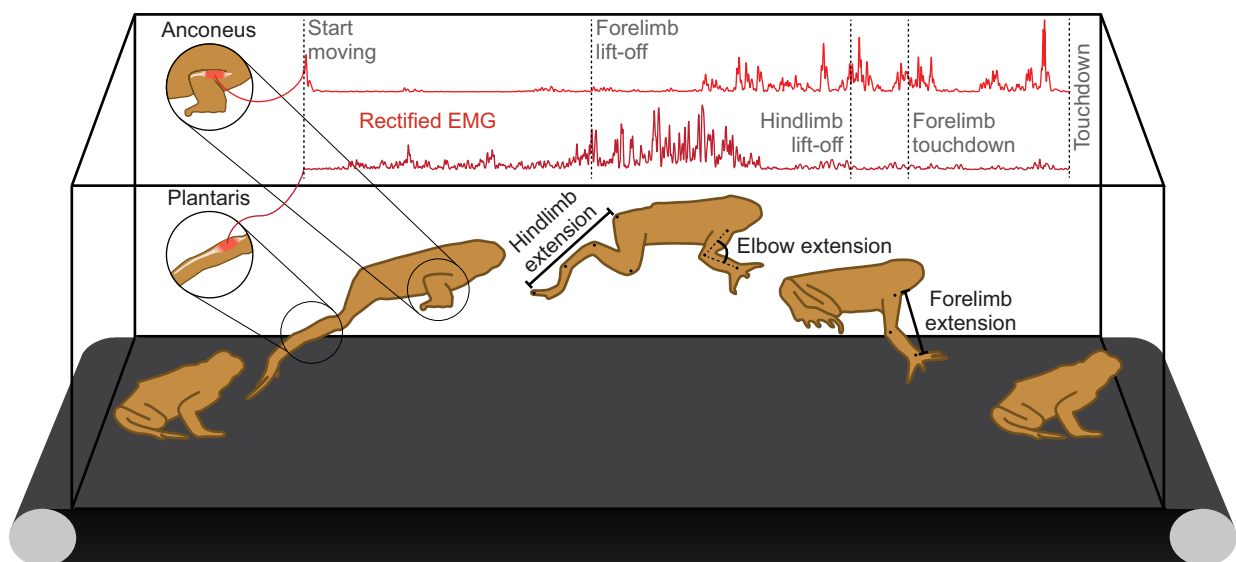 Anconeus
Start
moving
Forelimb
lift-off
Rectified EMG
Hindlimb
lift-off
Forelimb
touchdown
Touchdown
Plantaris
Hindlimb
extension
Elbow extension
Forelimb
extension